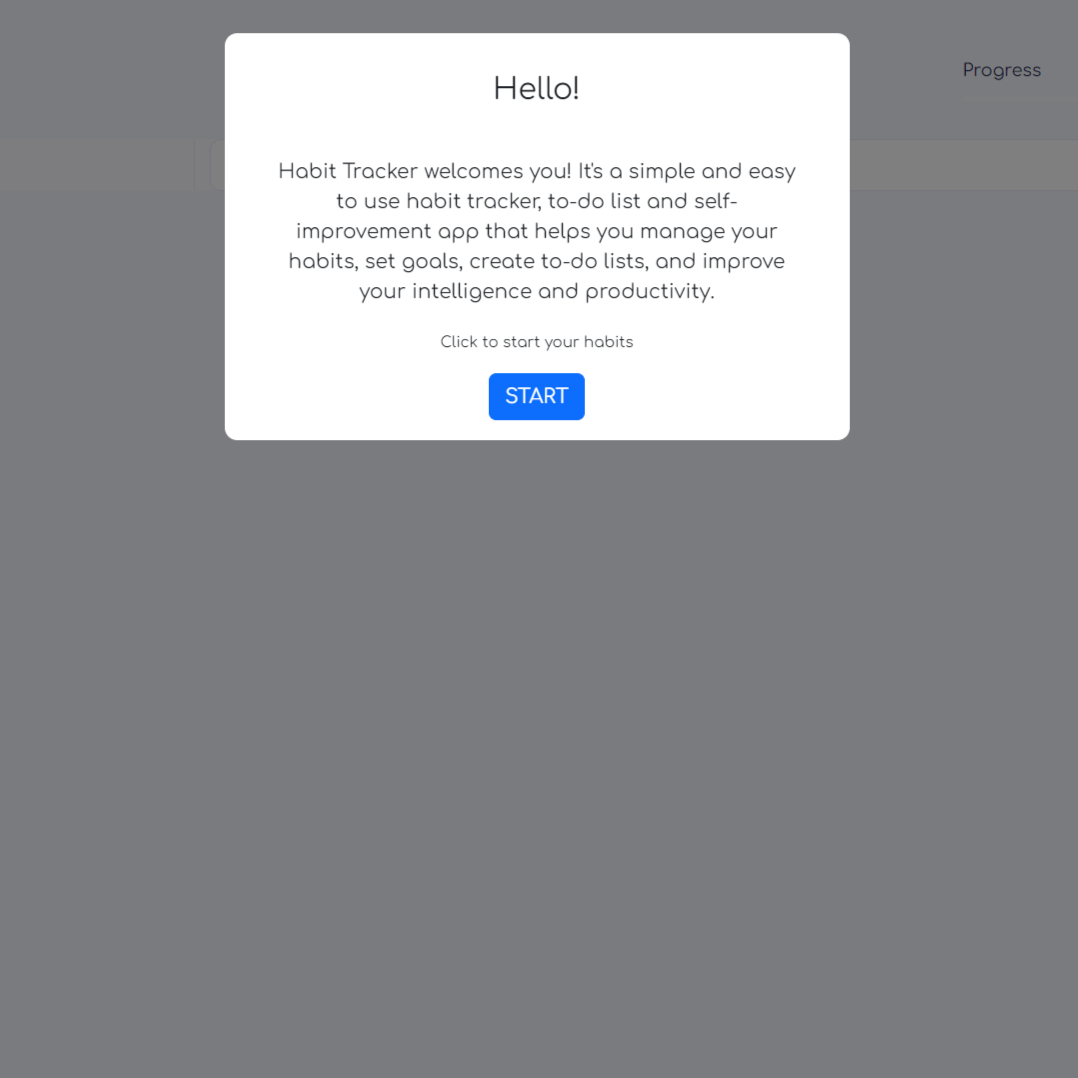 Progress
Hello!
Habit Tracker welcomes you! It's a simple and easy
to use habit tracker, to-do list and self-
improvement app that helps you manage your
habits, set goals, create to-do lists, and improve
your intelligence and productivity.
Click to start your habits
START